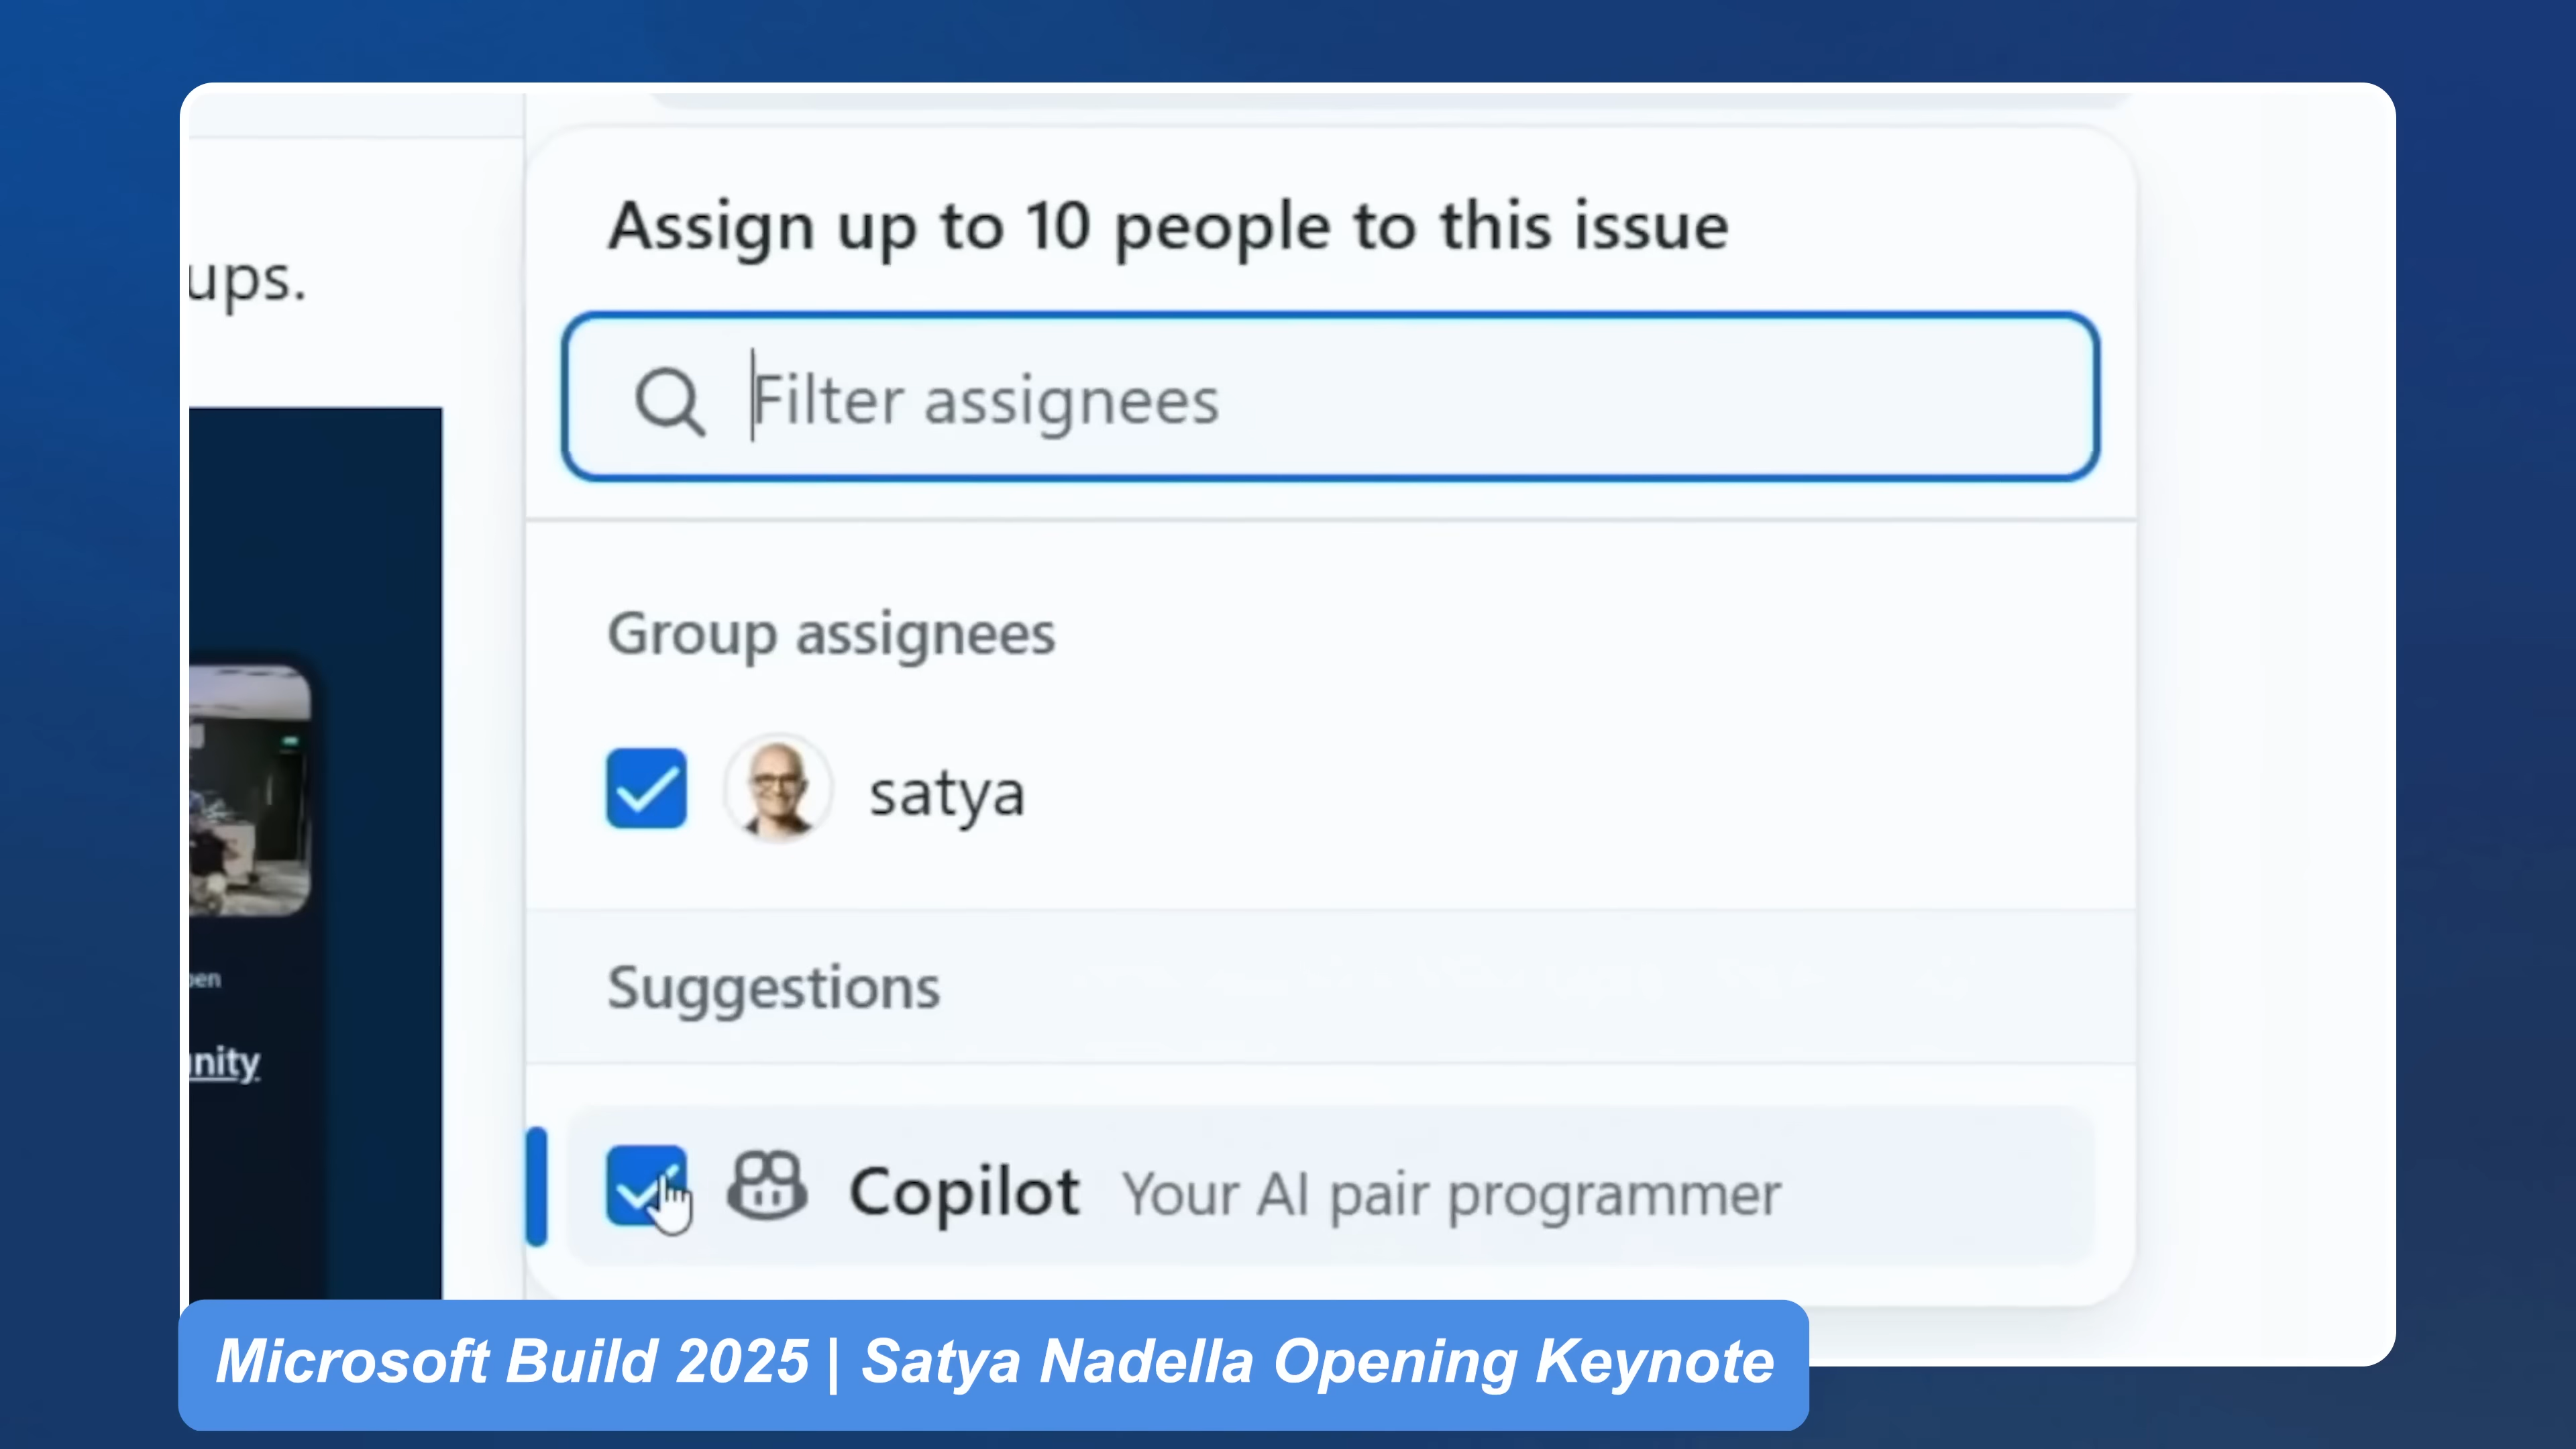 Assign up to 10 people to this issue
ups.
Filter assignees
Group assignees
satya
Suggestions
Copilot Your AI pair programmer
Microsoft Build 2025 | Satya Nadella Opening Keynote